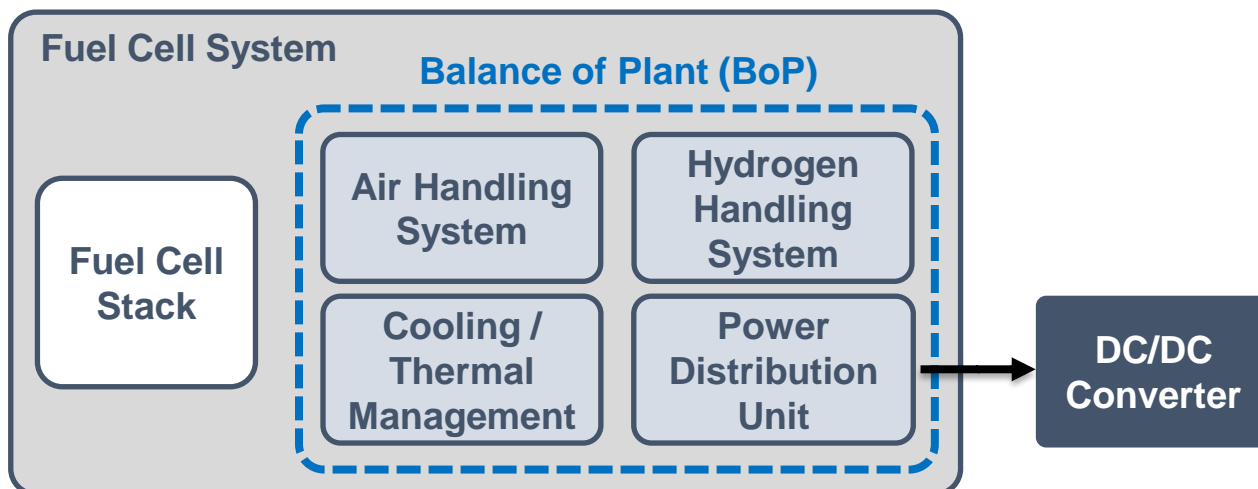 Fuel Cell System
Balance of Plant (BoP)
Air Handling
System
Hydrogen
Handling
System
Fuel Cell
Stack
Cooling /
Thermal
Management
Power
Distribution
Unit
DC/DC
Converter